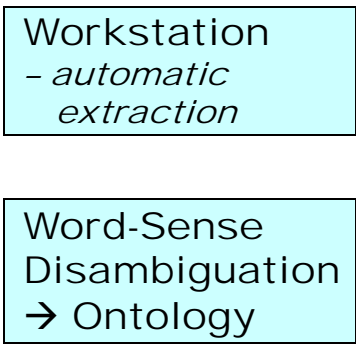 Workstation
– automatic
extraction
Word-Sense
Disambiguation
→ Ontology